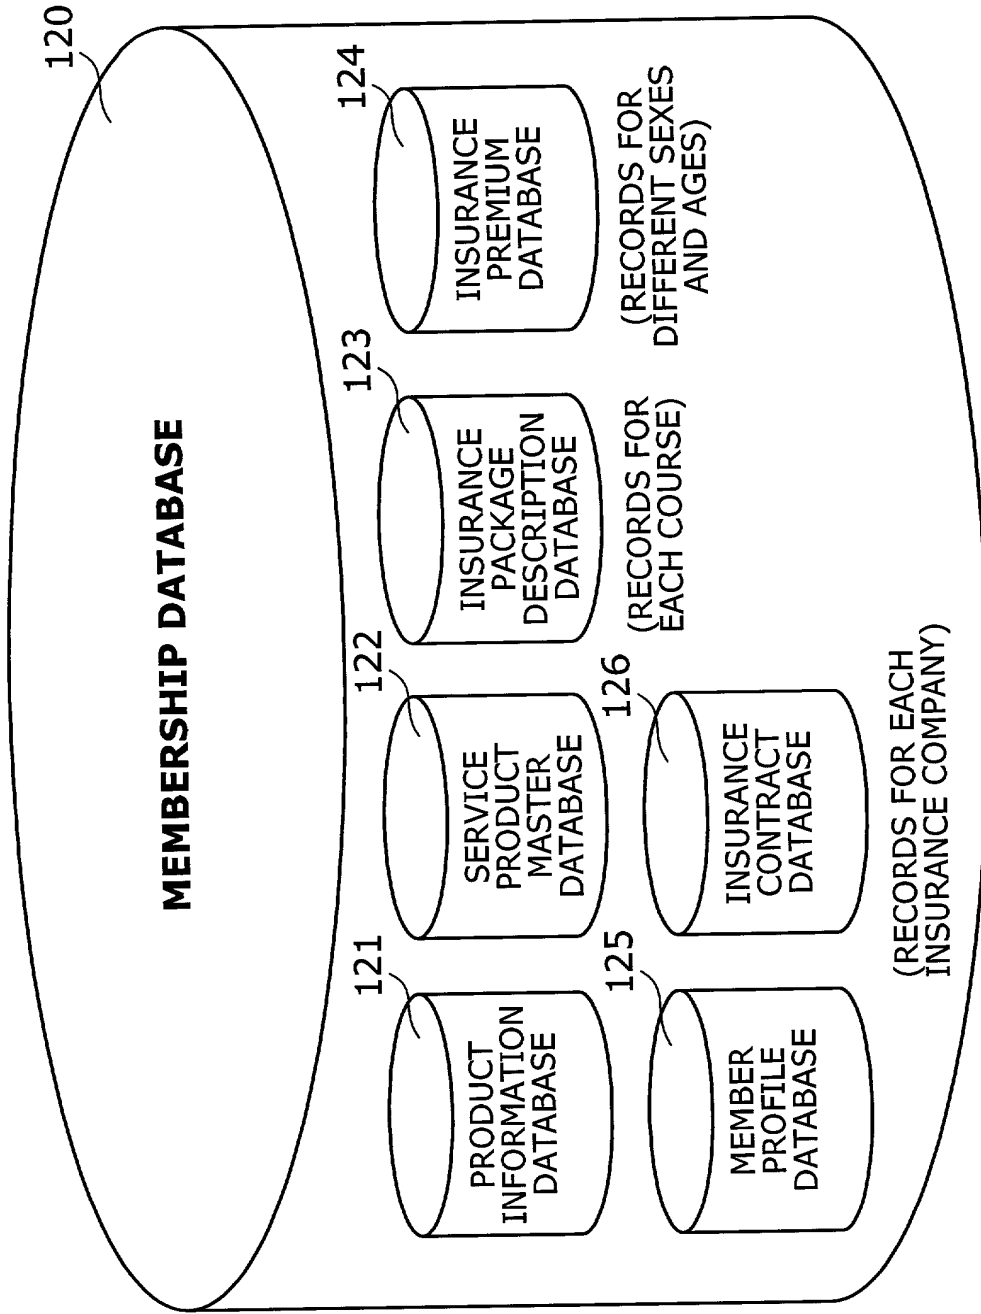 120
MEMBERSHIP DATABASE
121
PRODUCT
INFORMATION
DATABASE
122
SERVICE
PRODUCT
MASTER
DATABASE
123
INSURANCE
PACKAGE
DESCRIPTION
DATABASE
(RECORDS FOR
EACH COURSE)
124
INSURANCE
PREMIUM
DATABASE
(RECORDS FOR
DIFFERENT SEXES
AND AGES)
125
MEMBER
PROFILE
DATABASE
126
INSURANCE
CONTRACT
DATABASE
(RECORDS FOR EACH
INSURANCE COMPANY)